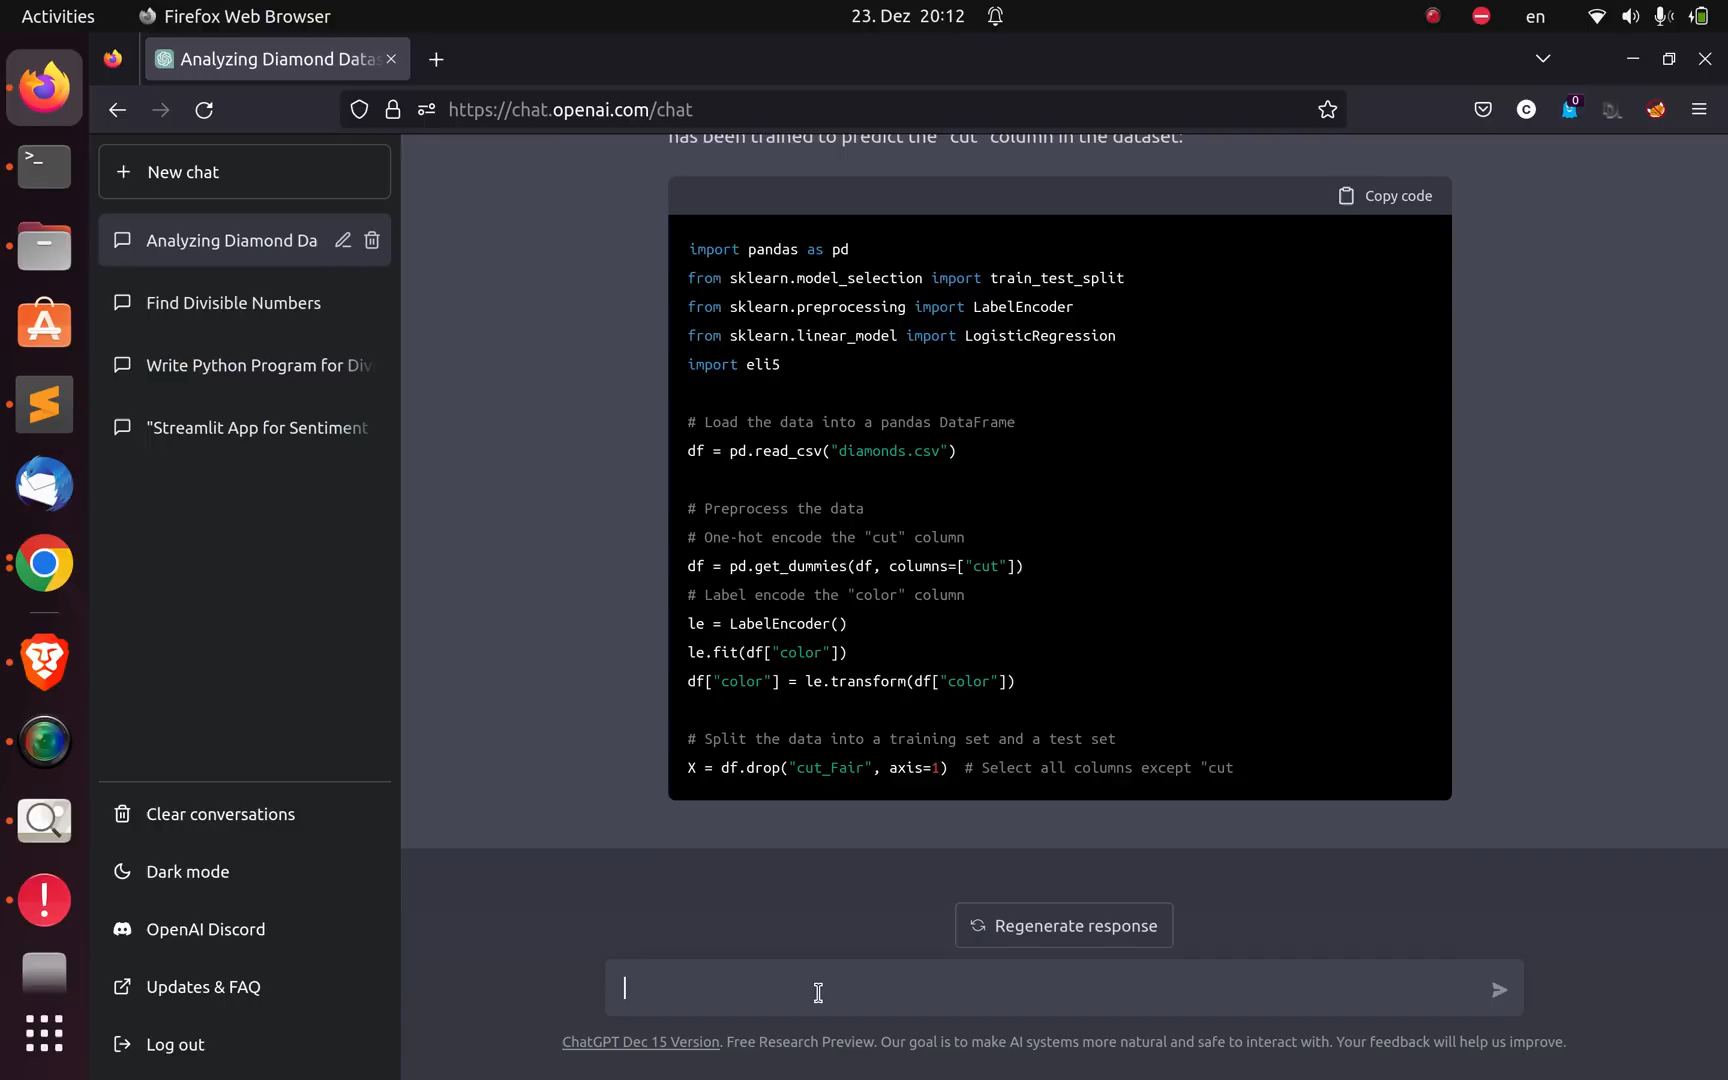 Activities
Firefox Web Browser
23. Dez 20:12
en
Analyzing Diamond Datas
https://chat.openai.com/chat
0
New chat
Analyzing Diamond Da
Find Divisible Numbers
Write Python Program for Div
"Streamlit App for Sentiment
Clear conversations
Dark mode
OpenAI Discord
Updates & FAQ
Log out
has been trained to predict the "cut" column in the dataset:
Copy code
import pandas as pd
from sklearn.model_selection import train_test_split
from sklearn.preprocessing import LabelEncoder
from sklearn.linear_model import LogisticRegression
import eli5
# Load the data into a pandas DataFrame
df = pd.read_csv("diamonds.csv")
# Preprocess the data
# One-hot encode the "cut" column
df = pd.get_dummies(df, columns=["cut"])
# Label encode the "color" column
le = LabelEncoder()
le.fit(df["color"])
df["color"] = le.transform(df["color"])
# Split the data into a training set and a test set
X = df.drop("cut_Fair", axis=1)  # Select all columns except "cut
Regenerate response
ChatGPT Dec 15 Version. Free Research Preview. Our goal is to make AI systems more natural and safe to interact with. Your feedback will help us improve.